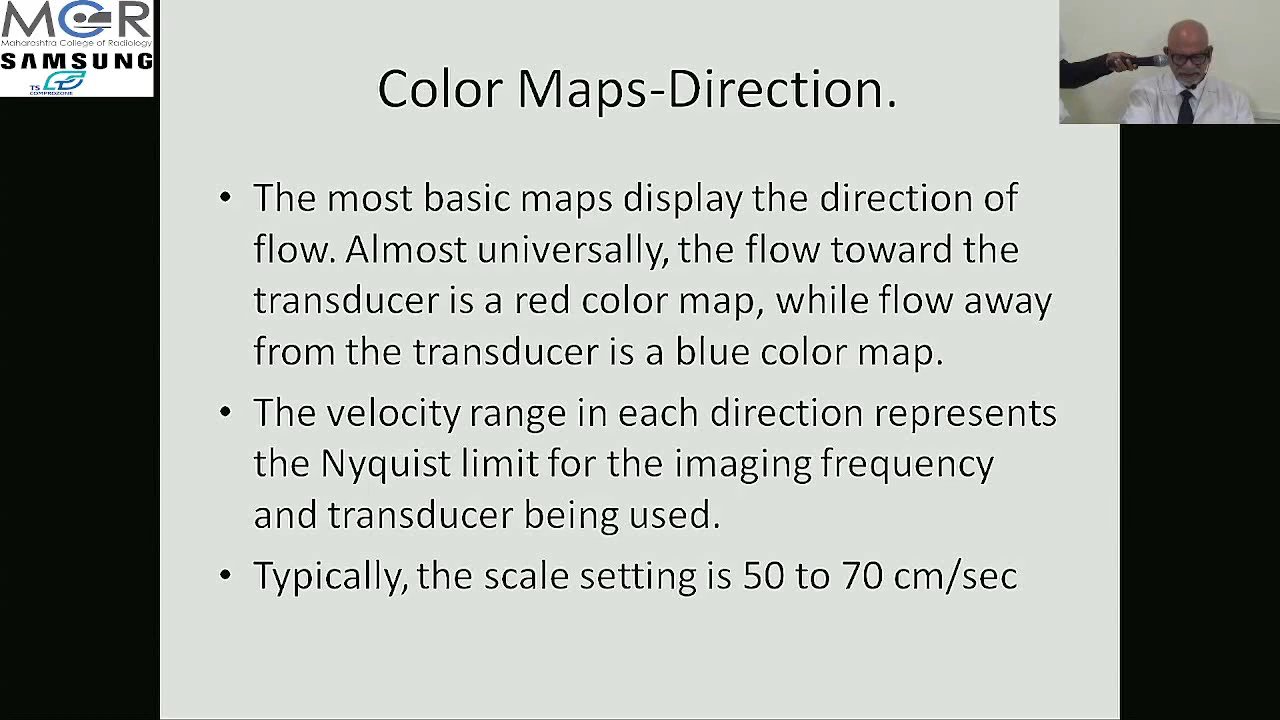 MCR
Maharashtra College of Radiology
SAMSUNG
TS
COMPROZONE
Color Maps-Direction.
• The most basic maps display the direction of
flow. Almost universally, the flow toward the
transducer is a red color map, while flow away
from the transducer is a blue color map.
• The velocity range in each direction represents
the Nyquist limit for the imaging frequency
and transducer being used.
• Typically, the scale setting is 50 to 70 cm/sec